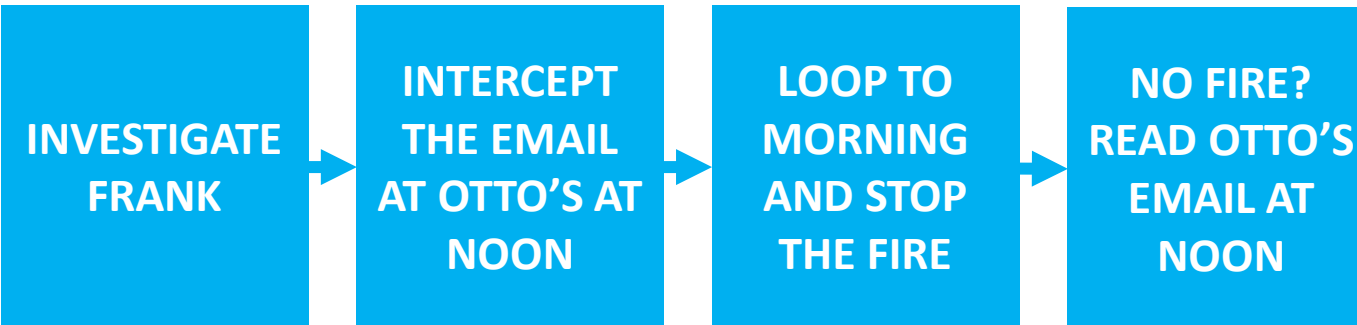 INVESTIGATE
FRANK
INTERCEPT
THE EMAIL
AT OTTO’S AT
NOON
LOOP TO
MORNING
AND STOP
THE FIRE
NO FIRE?
READ OTTO’S
EMAIL AT
NOON